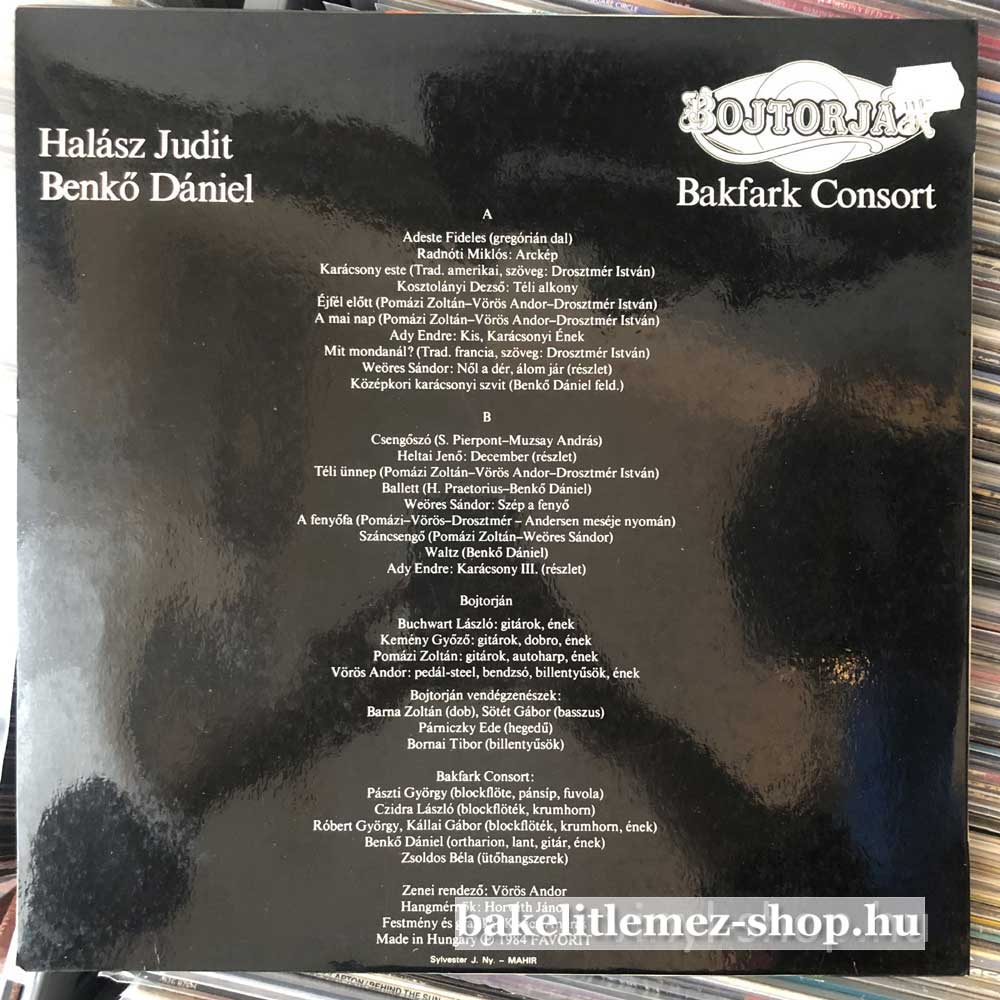 Halász Judit
Benkő Dániel
BOJTORJÁN
Bakfark Consort
A
Adeste Fideles (gregórián dal)
Radnóti Miklós: Arckép
Karácsony este (Trad. amerikai, szöveg: Drosztmér István)
Kosztolányi Dezső: Téli alkony
Éjfél előtt (Pomázi Zoltán–Vörös Andor–Drosztmér István)
A mai nap (Pomázi Zoltán–Vörös Andor–Drosztmér István)
Ady Endre: Kis, Karácsonyi Ének
Mit mondanál? (Trad. francia, szöveg: Drosztmér István)
Weöres Sándor: Nől a dér, álom jár (részlet)
Középkori karácsonyi szvit (Benkő Dániel feld.)
B
Csengőszó (S. Pierpont–Muzsay András)
Heltai Jenő: December (részlet)
Téli ünnep (Pomázi Zoltán–Vörös Andor–Drosztmér István)
Ballett (H. Praetorius–Benkő Dániel)
Weöres Sándor: Szép a fenyő
A fenyőfa (Pomázi–Vörös–Drosztmér – Andersen meséje nyomán)
Száncsengő (Pomázi Zoltán–Weöres Sándor)
Waltz (Benkő Dániel)
Ady Endre: Karácsony III. (részlet)
Bojtorján
Buchwart László: gitárok, ének
Kemény Győző: gitárok, dobro, ének
Pomázi Zoltán: gitárok, autoharp, ének
Vörös Andor: pedál-steel, bendzsó, billentyűsök, ének
Bojtorján vendégzenészek:
Barna Zoltán (dob), Sötét Gábor (basszus)
Párniczky Ede (hegedű)
Bornai Tibor (billentyűsök)
Bakfark Consort:
Pászti György (blockflöte, pánsip, fuvola)
Czidra László (blockflöték, krumhorn)
Róbert György, Kállai Gábor (blockflöték, krumhorn, ének)
Benkő Dániel (ortharion, lant, gitár, ének)
Zsoldos Béla (ütőhangszerek)
Zenei rendező: Vörös Andor
Hangmérnök: Horváth János
Festmény és
Made in Hungary ℗ 1984 FAVORIT
Sylvester J. Ny. – MAHIR
bakelitlemez-shop.hu